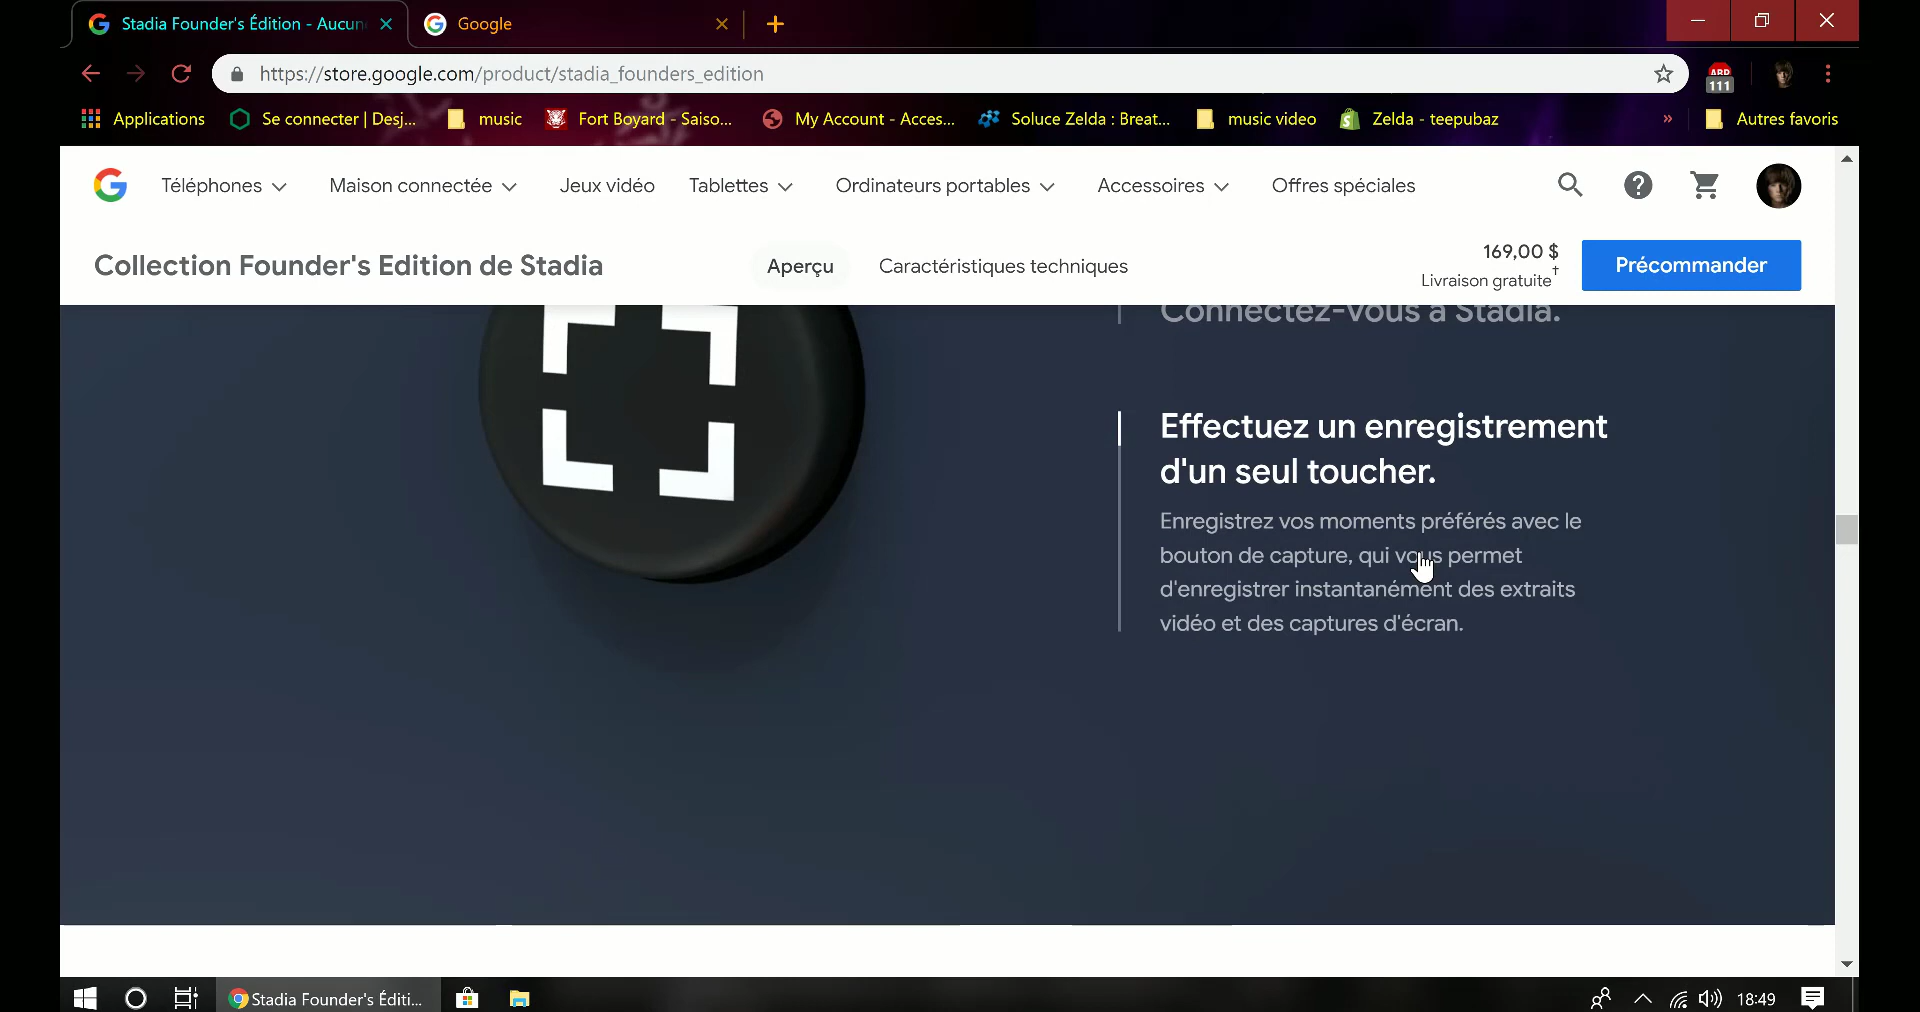 Stadia Founder's Édition - Aucun
Google
https://store.google.com/product/stadia_founders_edition
ABP
111
Applications
Se connecter | Desj...
music
Fort Boyard - Saiso...
My Account - Acces...
Soluce Zelda : Breat...
music video
Zelda - teepubaz
»
Autres favoris
Téléphones
Maison connectée
Jeux vidéo
Tablettes
Ordinateurs portables
Accessoires
Offres spéciales
Collection Founder's Edition de Stadia
Aperçu
Caractéristiques techniques
169,00 $
Livraison gratuite†
Précommander
Connectez-vous à Stadia.
Effectuez un enregistrement
d'un seul toucher.
Enregistrez vos moments préférés avec le
bouton de capture, qui vous permet
d'enregistrer instantanément des extraits
vidéo et des captures d'écran.
Stadia Founder's Éditi...
18:49